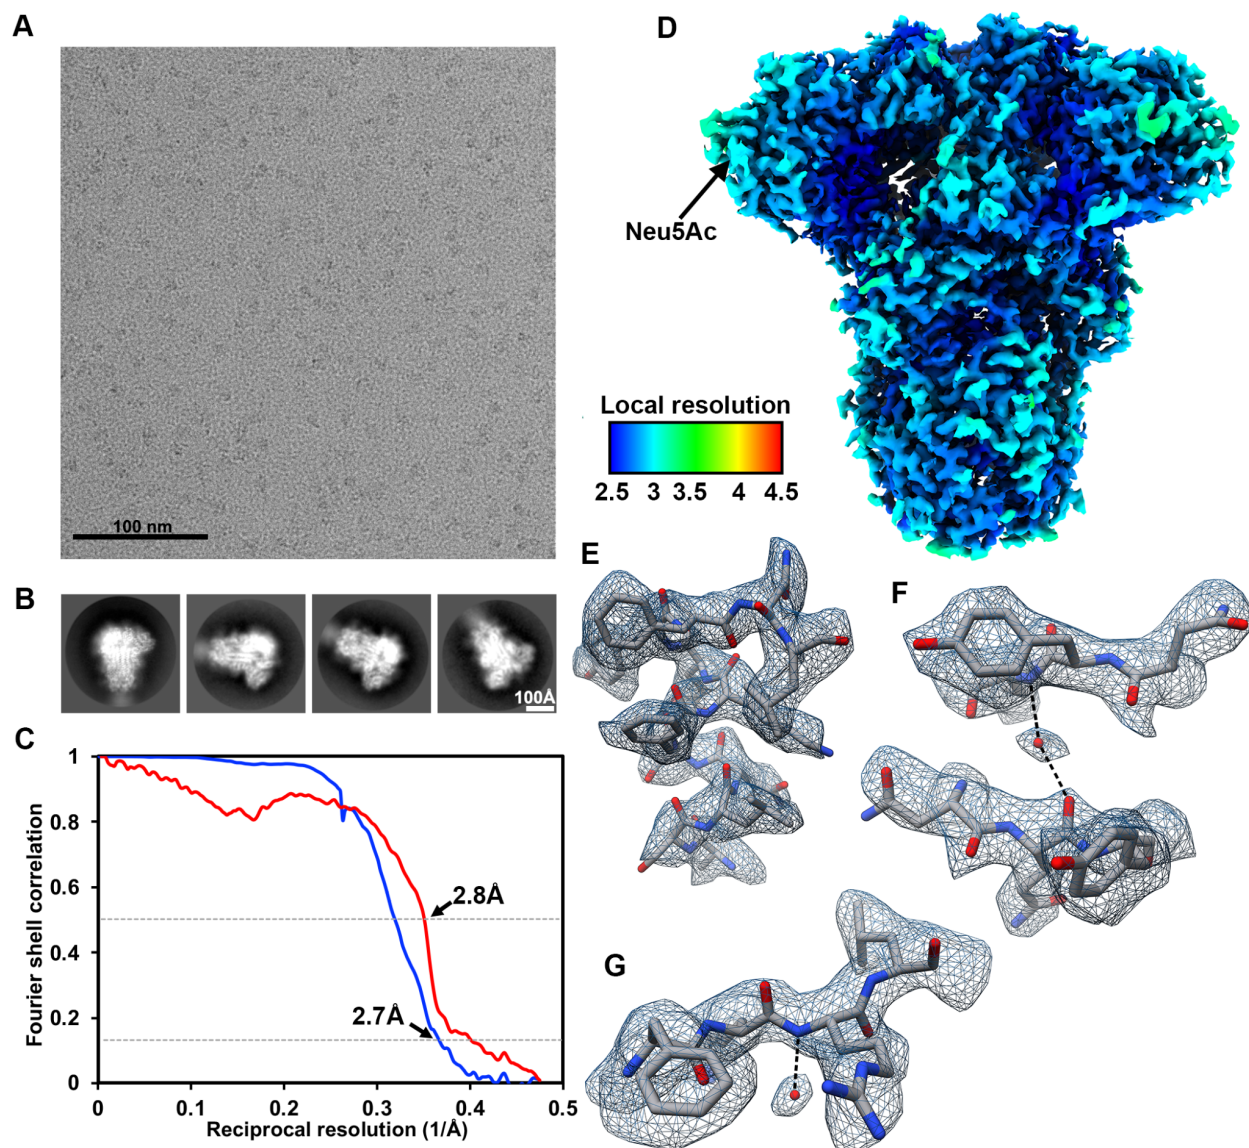 A
100 nm
B
100Å
C
1
0.8
0.6
0.4
0.2
0
0
0.1
0.2
0.3
0.4
0.5
Fourier shell correlation
Reciprocal resolution (1/Å)
2.8Å
2.7Å
D
Neu5Ac
Local resolution
2.5 3 3.5 4 4.5
E
F
G